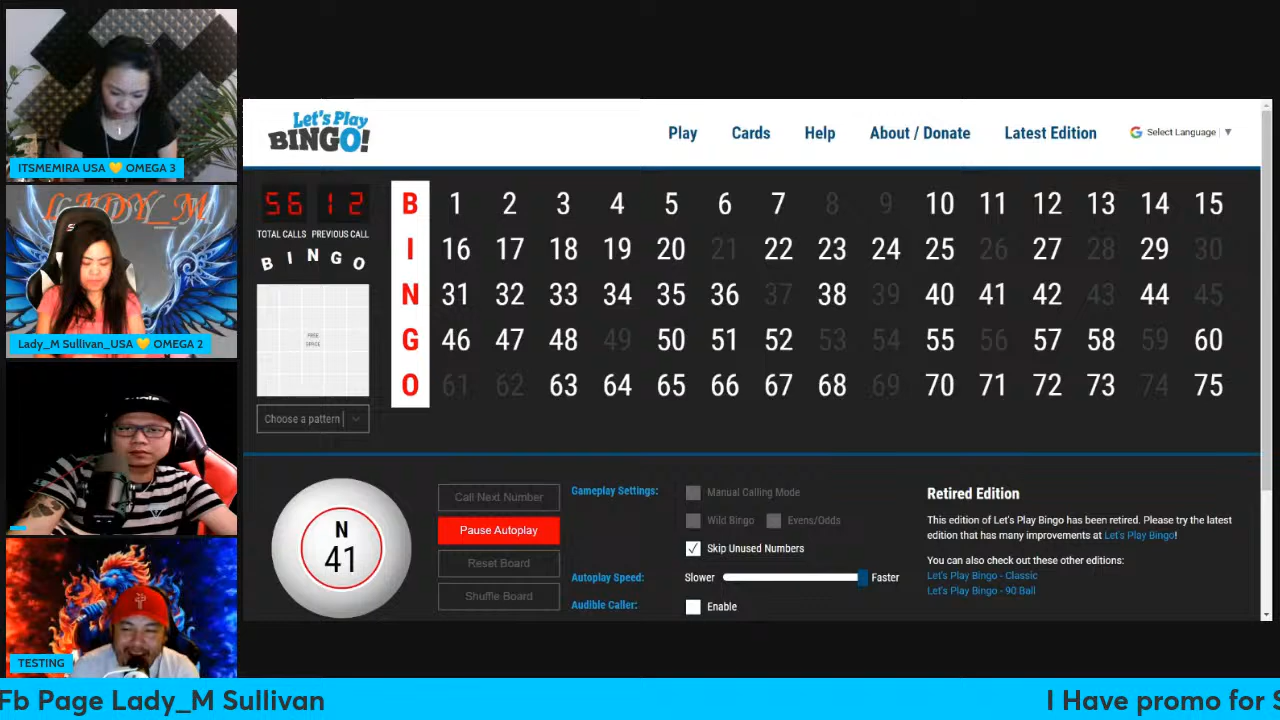 ITSMEMIRA USA 💛 OMEGA 3
LADY_M
Lady_M Sullivan_USA 💛 OMEGA 2
TESTING
Let's Play
BINGO!
Play Cards Help About / Donate Latest Edition Select Language ▼
56 12
TOTAL CALLS PREVIOUS CALL
B I N G O
FREE
SPACE
Choose a pattern
B 1 2 3 4 5 6 7 8 9 10 11 12 13 14 15
I 16 17 18 19 20 21 22 23 24 25 26 27 28 29 30
N 31 32 33 34 35 36 37 38 39 40 41 42 43 44 45
G 46 47 48 49 50 51 52 53 54 55 56 57 58 59 60
O 61 62 63 64 65 66 67 68 69 70 71 72 73 74 75
N
41
Call Next Number
Pause Autoplay
Reset Board
Shuffle Board
Gameplay Settings:
Manual Calling Mode
Wild Bingo Evens/Odds
Skip Unused Numbers
Autoplay Speed: Slower Faster
Audible Caller: Enable
Retired Edition
This edition of Let's Play Bingo has been retired. Please try the latest
edition that has many improvements at Let's Play Bingo!
You can also check out these other editions:
Let's Play Bingo - Classic
Let's Play Bingo - 90 Ball
Fb Page Lady_M Sullivan
I Have promo for S